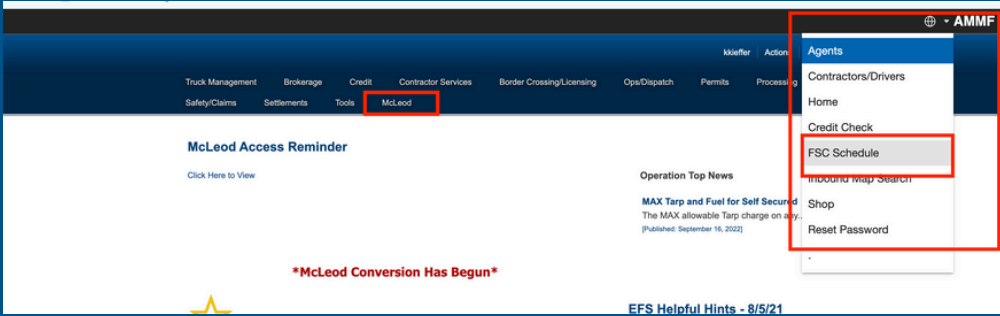 AMMF
kkieffer Action
Agents
Contractors/Drivers
Home
Credit Check
FSC Schedule
Inbound Map Search
Shop
Reset Password
.
Truck Management Brokerage Credit Contractor Services Border Crossing/Licensing Ops/Dispatch Permits Processing
Safety/Claims Settlements Tools McLeod
McLeod Access Reminder
Click Here to View
Operation Top News
MAX Tarp and Fuel for Self Secured
The MAX allowable Tarp charge on any..
[Published: September 16, 2022]
*McLeod Conversion Has Begun*
EFS Helpful Hints - 8/5/21